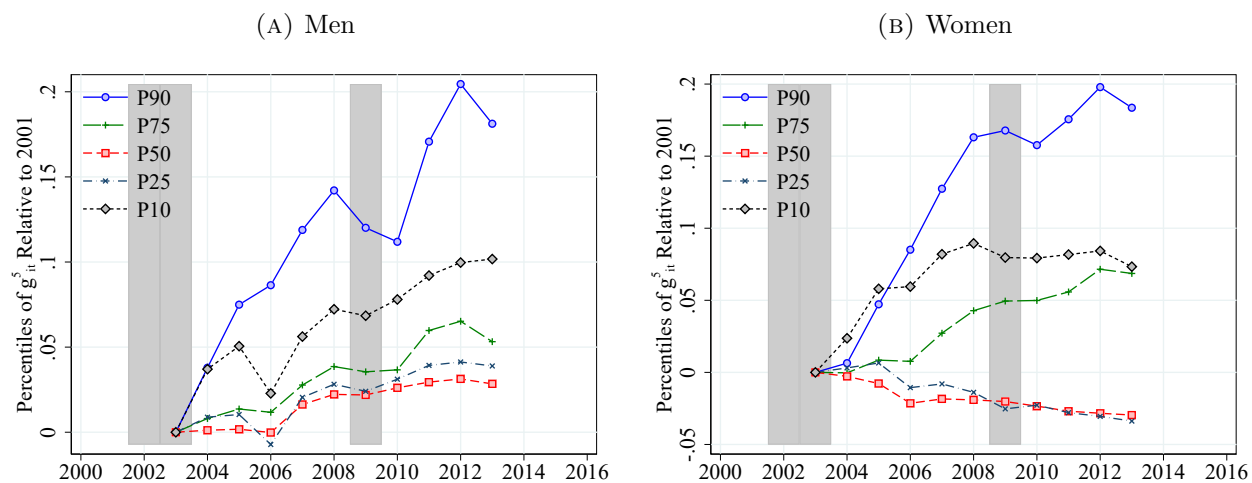 (A) Men
Percentiles of g⁵ᵢₜ Relative to 2001
.2
.15
.1
.05
0
P90
P75
P50
P25
P10
2000 2002 2004 2006 2008 2010 2012 2014 2016
(B) Women
Percentiles of g⁵ᵢₜ Relative to 2001
.2
.15
.1
.05
0
-.05
P90
P75
P50
P25
P10
2000 2002 2004 2006 2008 2010 2012 2014 2016